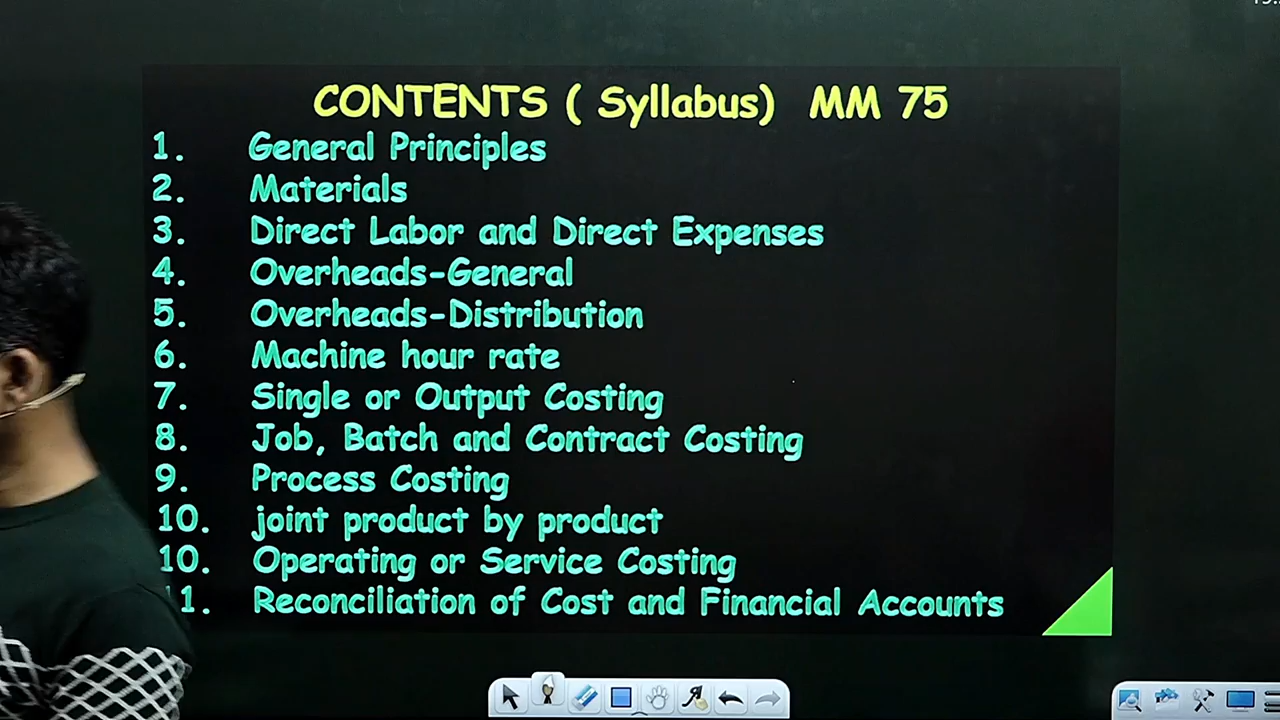 CONTENTS ( Syllabus) MM 75
1. General Principles
2. Materials
3. Direct Labor and Direct Expenses
4. Overheads-General
5. Overheads-Distribution
6. Machine hour rate
7. Single or Output Costing
8. Job, Batch and Contract Costing
9. Process Costing
10. joint product by product
10. Operating or Service Costing
11. Reconciliation of Cost and Financial Accounts